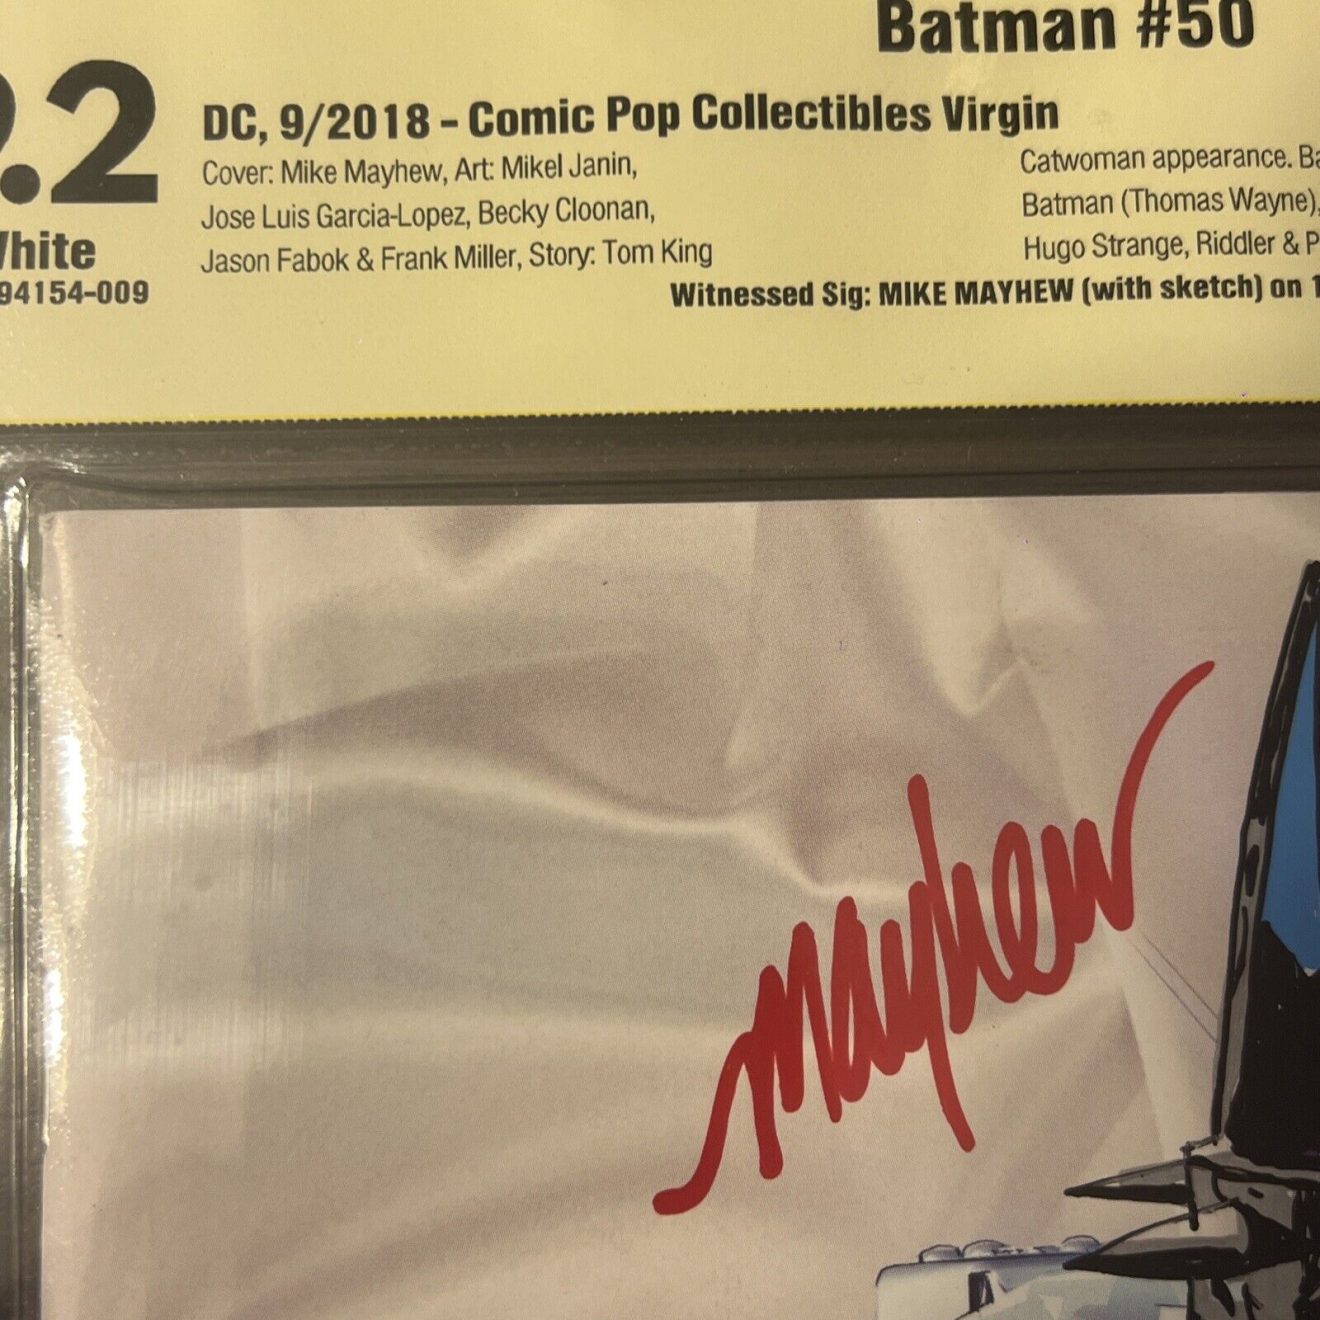 Batman #50
.2
DC, 9/2018 - Comic Pop Collectibles Virgin
Cover: Mike Mayhew, Art: Mikel Janin,
Jose Luis Garcia-Lopez, Becky Cloonan,
Jason Fabok & Frank Miller, Story: Tom King
Catwoman appearance. Ba
Batman (Thomas Wayne),
Hugo Strange, Riddler & P
White
94154-009
Witnessed Sig: MIKE MAYHEW (with sketch) on 1
Mayhew